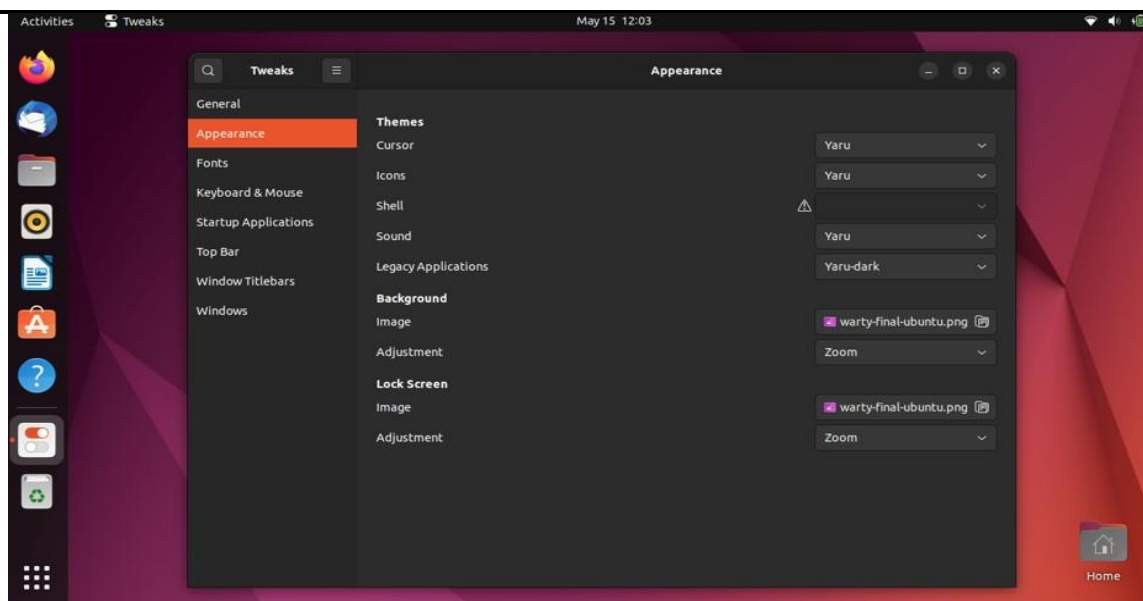 Activities Tweaks May 15 12:03
Tweaks Appearance
General
Appearance
Fonts
Keyboard & Mouse
Startup Applications
Top Bar
Window Titlebars
Windows
Themes
Cursor Yaru
Icons Yaru
Shell
Sound Yaru
Legacy Applications Yaru-dark
Background
Image warty-final-ubuntu.png
Adjustment Zoom
Lock Screen
Image warty-final-ubuntu.png
Adjustment Zoom
Home